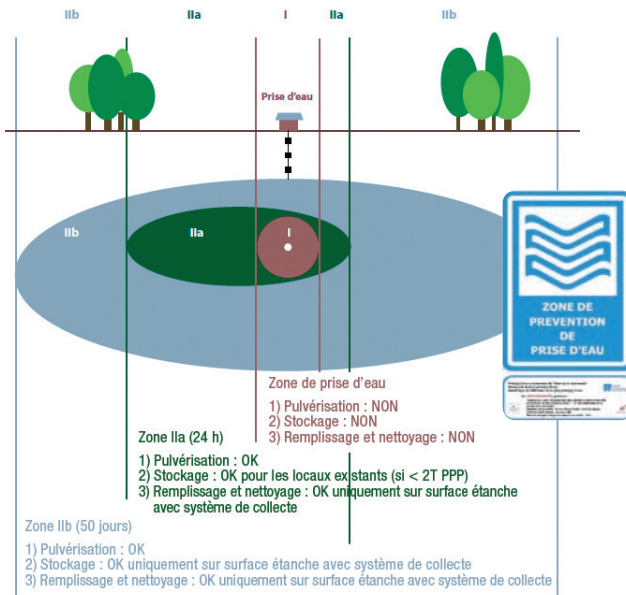 IIb IIa I IIa IIb
Prise d'eau
IIb IIa I
ZONE DE
PREVENTION
DE
PRISE D'EAU
Zone de prise d'eau
1) Pulvérisation : NON
2) Stockage : NON
3) Remplissage et nettoyage : NON
Zone IIa (24 h)
1) Pulvérisation : OK
2) Stockage : OK pour les locaux existants (si < 2T PPP)
3) Remplissage et nettoyage : OK uniquement sur surface étanche
avec système de collecte
Zone IIb (50 jours)
1) Pulvérisation : OK
2) Stockage : OK uniquement sur surface étanche avec système de collecte
3) Remplissage et nettoyage : OK uniquement sur surface étanche avec système de collecte